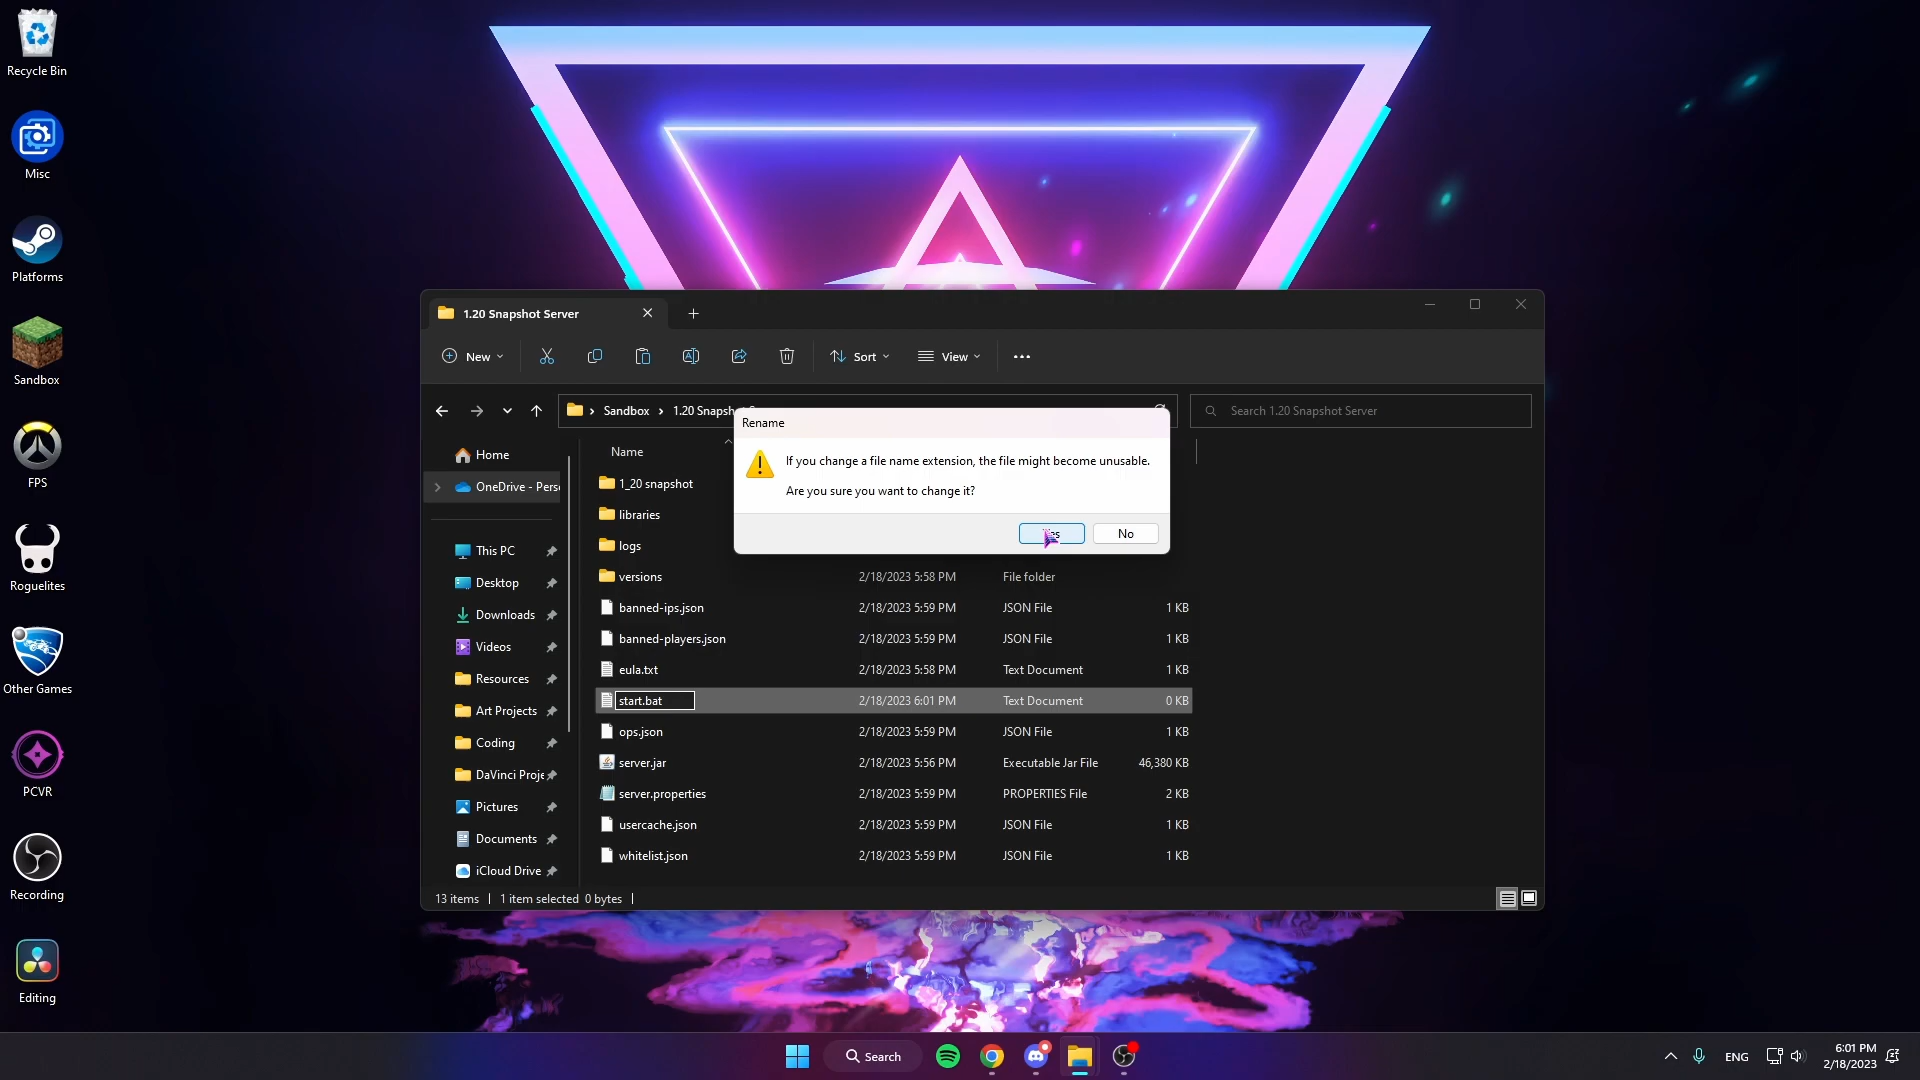 Recycle Bin
Misc
Platforms
Sandbox
FPS
Roguelites
Other Games
PCVR
Recording
Editing
1.20 Snapshot Server
New
Sort
View
Sandbox
1.20 Snapsh
Search 1.20 Snapshot Server
Home
OneDrive - Perso
This PC
Desktop
Downloads
Videos
Resources
Art Projects
Coding
DaVinci Proje
Pictures
Documents
iCloud Drive
Name
1_20 snapshot
libraries
logs
versions 2/18/2023 5:58 PM File folder
banned-ips.json 2/18/2023 5:59 PM JSON File 1 KB
banned-players.json 2/18/2023 5:59 PM JSON File 1 KB
eula.txt 2/18/2023 5:58 PM Text Document 1 KB
start.bat 2/18/2023 6:01 PM Text Document 0 KB
ops.json 2/18/2023 5:59 PM JSON File 1 KB
server.jar 2/18/2023 5:56 PM Executable Jar File 46,380 KB
server.properties 2/18/2023 5:59 PM PROPERTIES File 2 KB
usercache.json 2/18/2023 5:59 PM JSON File 1 KB
whitelist.json 2/18/2023 5:59 PM JSON File 1 KB
Rename
If you change a file name extension, the file might become unusable.
Are you sure you want to change it?
No
13 items
1 item selected 0 bytes
Search
ENG
6:01 PM
2/18/2023